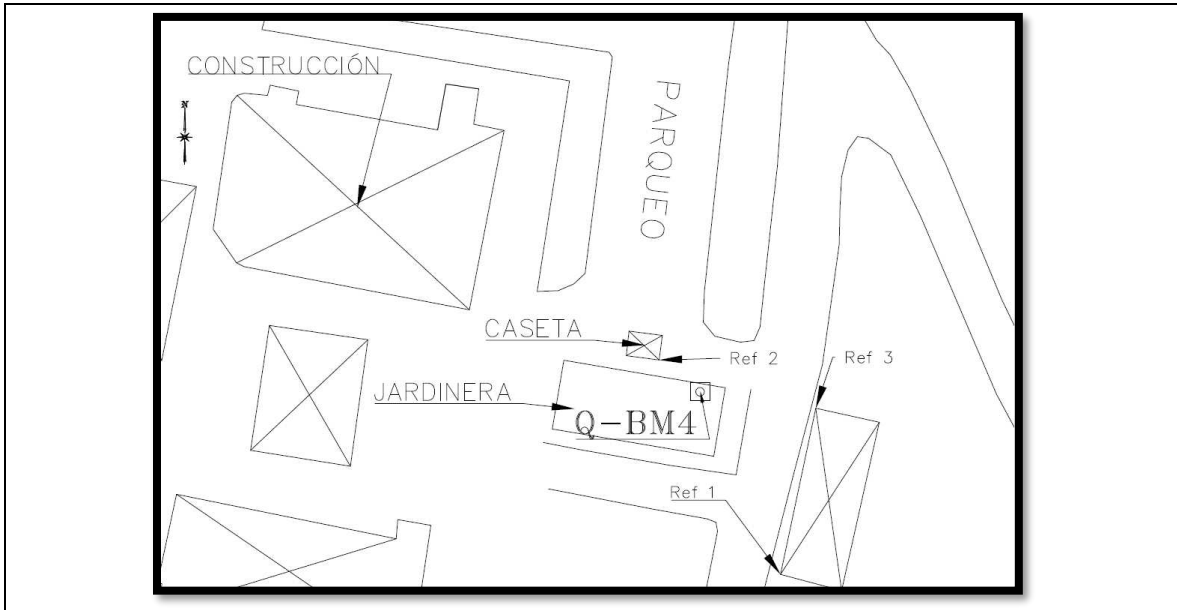 CONSTRUCCIÓN
N
PARQUEO
CASETA
Ref 2
Ref 3
JARDINERA
Q-BM4
Ref 1